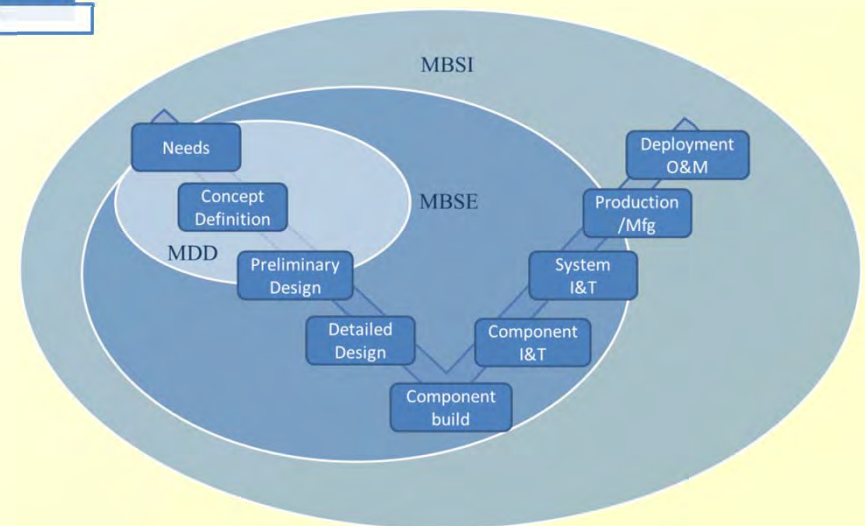 MBSI
Needs
Deployment
O&M
Concept
Definition
MBSE
Production
/Mfg
MDD
Preliminary
Design
System
I&T
Detailed
Design
Component
I&T
Component
build